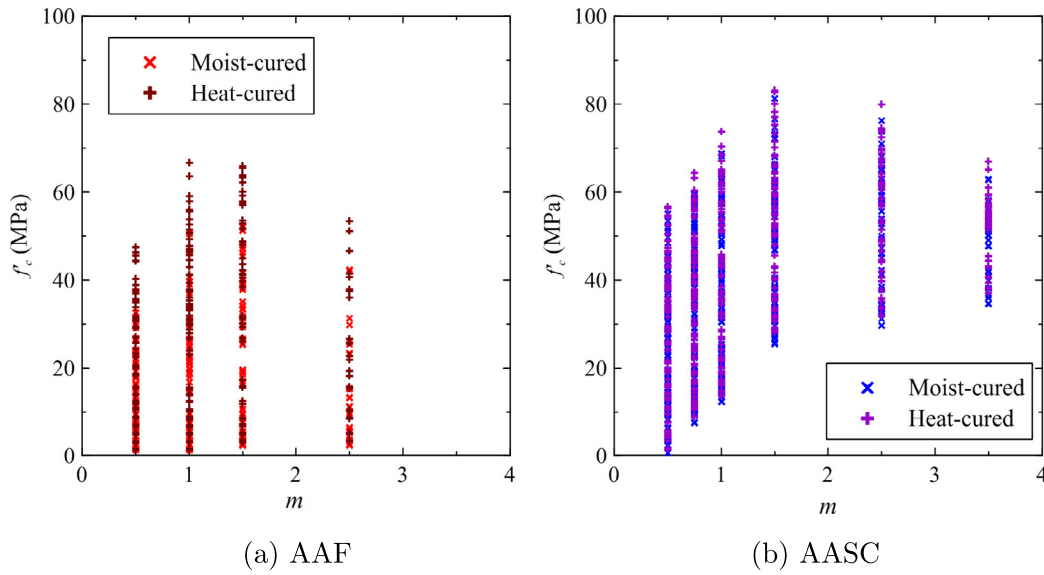 100
80
60
40
20
0
f'c (MPa)
Moist-cured
Heat-cured
0 1 2 3 4
m
(a) AAF
100
80
60
40
20
0
f'c (MPa)
Moist-cured
Heat-cured
0 1 2 3 4
m
(b) AASC